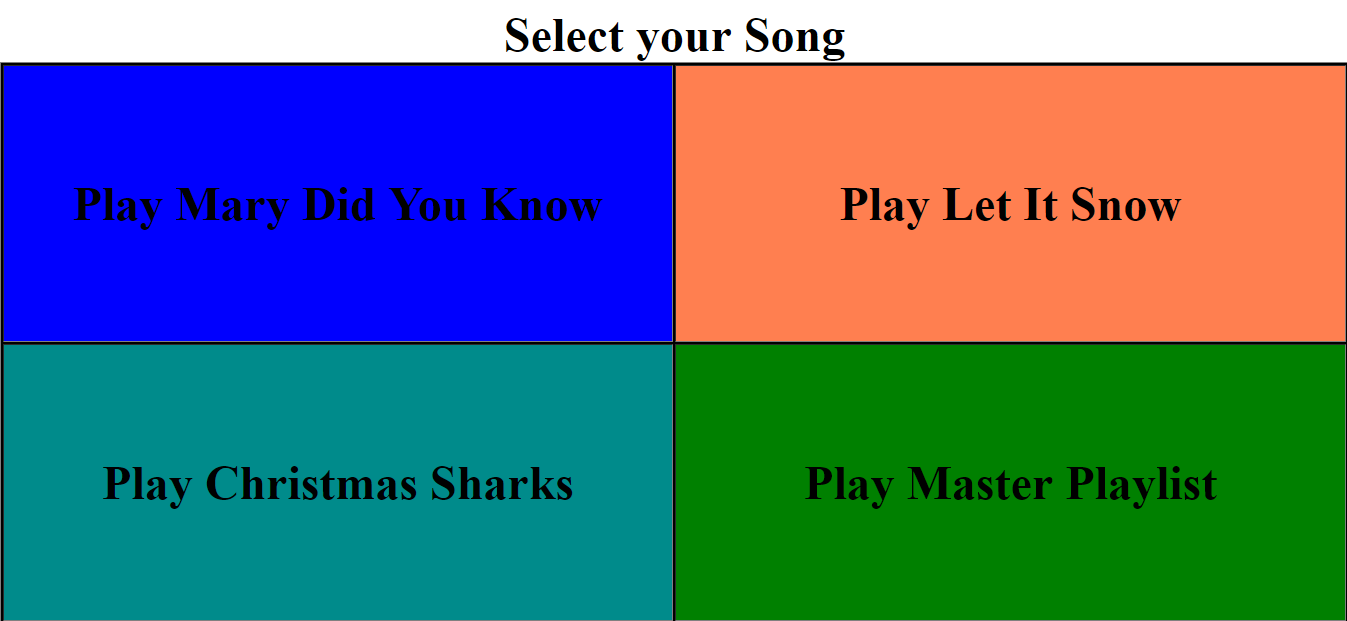 Select your Song
Play Mary Did You Know
Play Let It Snow
Play Christmas Sharks
Play Master Playlist